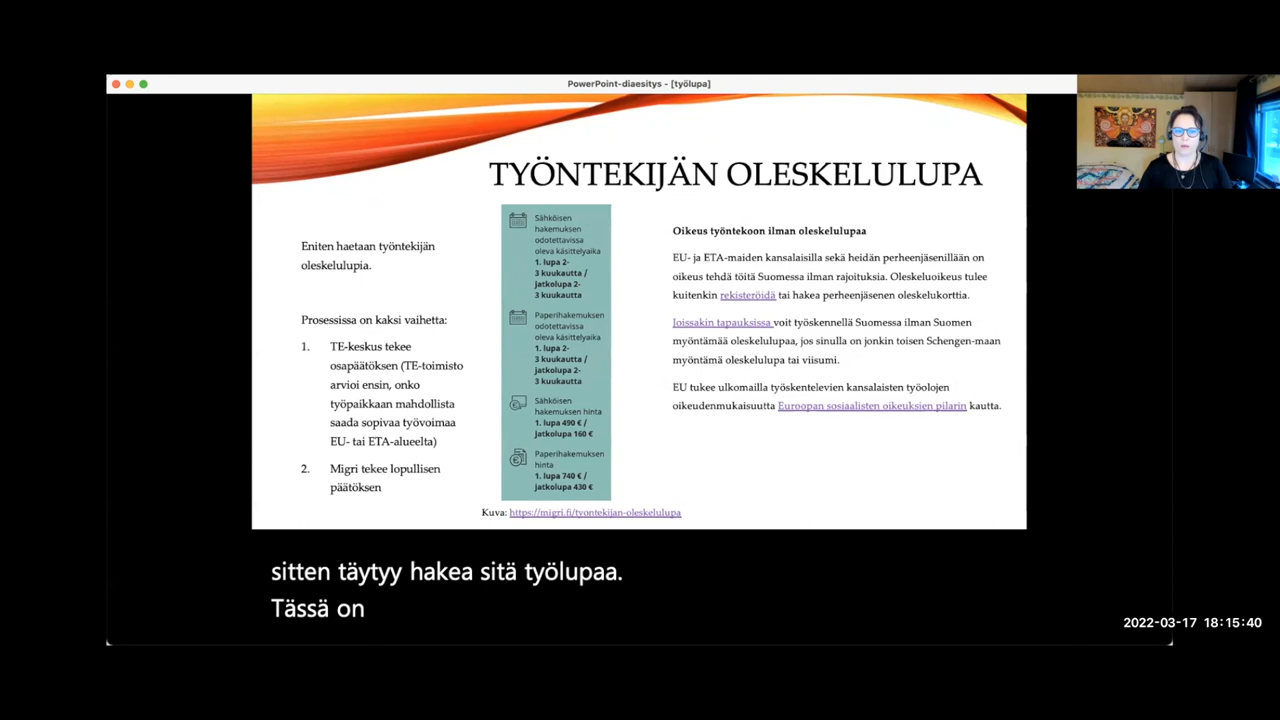 PowerPoint-diaesitys - [työlupa]
TYÖNTEKIJÄN OLESKELULUPA
Eniten haetaan työntekijän
oleskelulupia.
Prosessissa on kaksi vaihetta:
1. TE-keskus tekee
osapäätöksen (TE-toimisto
arvioi ensin, onko
työpaikkaan mahdollista
saada sopivaa työvoimaa
EU- tai ETA-alueelta)
2. Migri tekee lopullisen
päätöksen
Sähköisen
hakemuksen
odotettavissa
oleva käsittelyaika
1. lupa 2-
3 kuukautta /
jatkolupa 2-
3 kuukautta
Paperihakemuksen
odotettavissa
oleva käsittelyaika
1. lupa 2-
3 kuukautta /
jatkolupa 2-
3 kuukautta
Sähköisen
hakemuksen hinta
1. lupa 490 € /
jatkolupa 160 €
Paperihakemuksen
hinta
1. lupa 740 € /
jatkolupa 430 €
Kuva: https://migri.fi/tyontekijan-oleskelulupa
Oikeus työntekoon ilman oleskelulupaa
EU- ja ETA-maiden kansalaisilla sekä heidän perheenjäsenillään on
oikeus tehdä töitä Suomessa ilman rajoituksia. Oleskeluoikeus tulee
kuitenkin rekisteröidä tai hakea perheenjäsenen oleskelukorttia.
Joissakin tapauksissa voit työskennellä Suomessa ilman Suomen
myöntämää oleskelulupaa, jos sinulla on jonkin toisen Schengen-maan
myöntämä oleskelulupa tai viisumi.
EU tukee ulkomailla työskentelevien kansalaisten työolojen
oikeudenmukaisuutta Euroopan sosiaalisten oikeuksien pilarin kautta.
sitten täytyy hakea sitä työlupaa.
Tässä on
2022-03-17 18:15:40